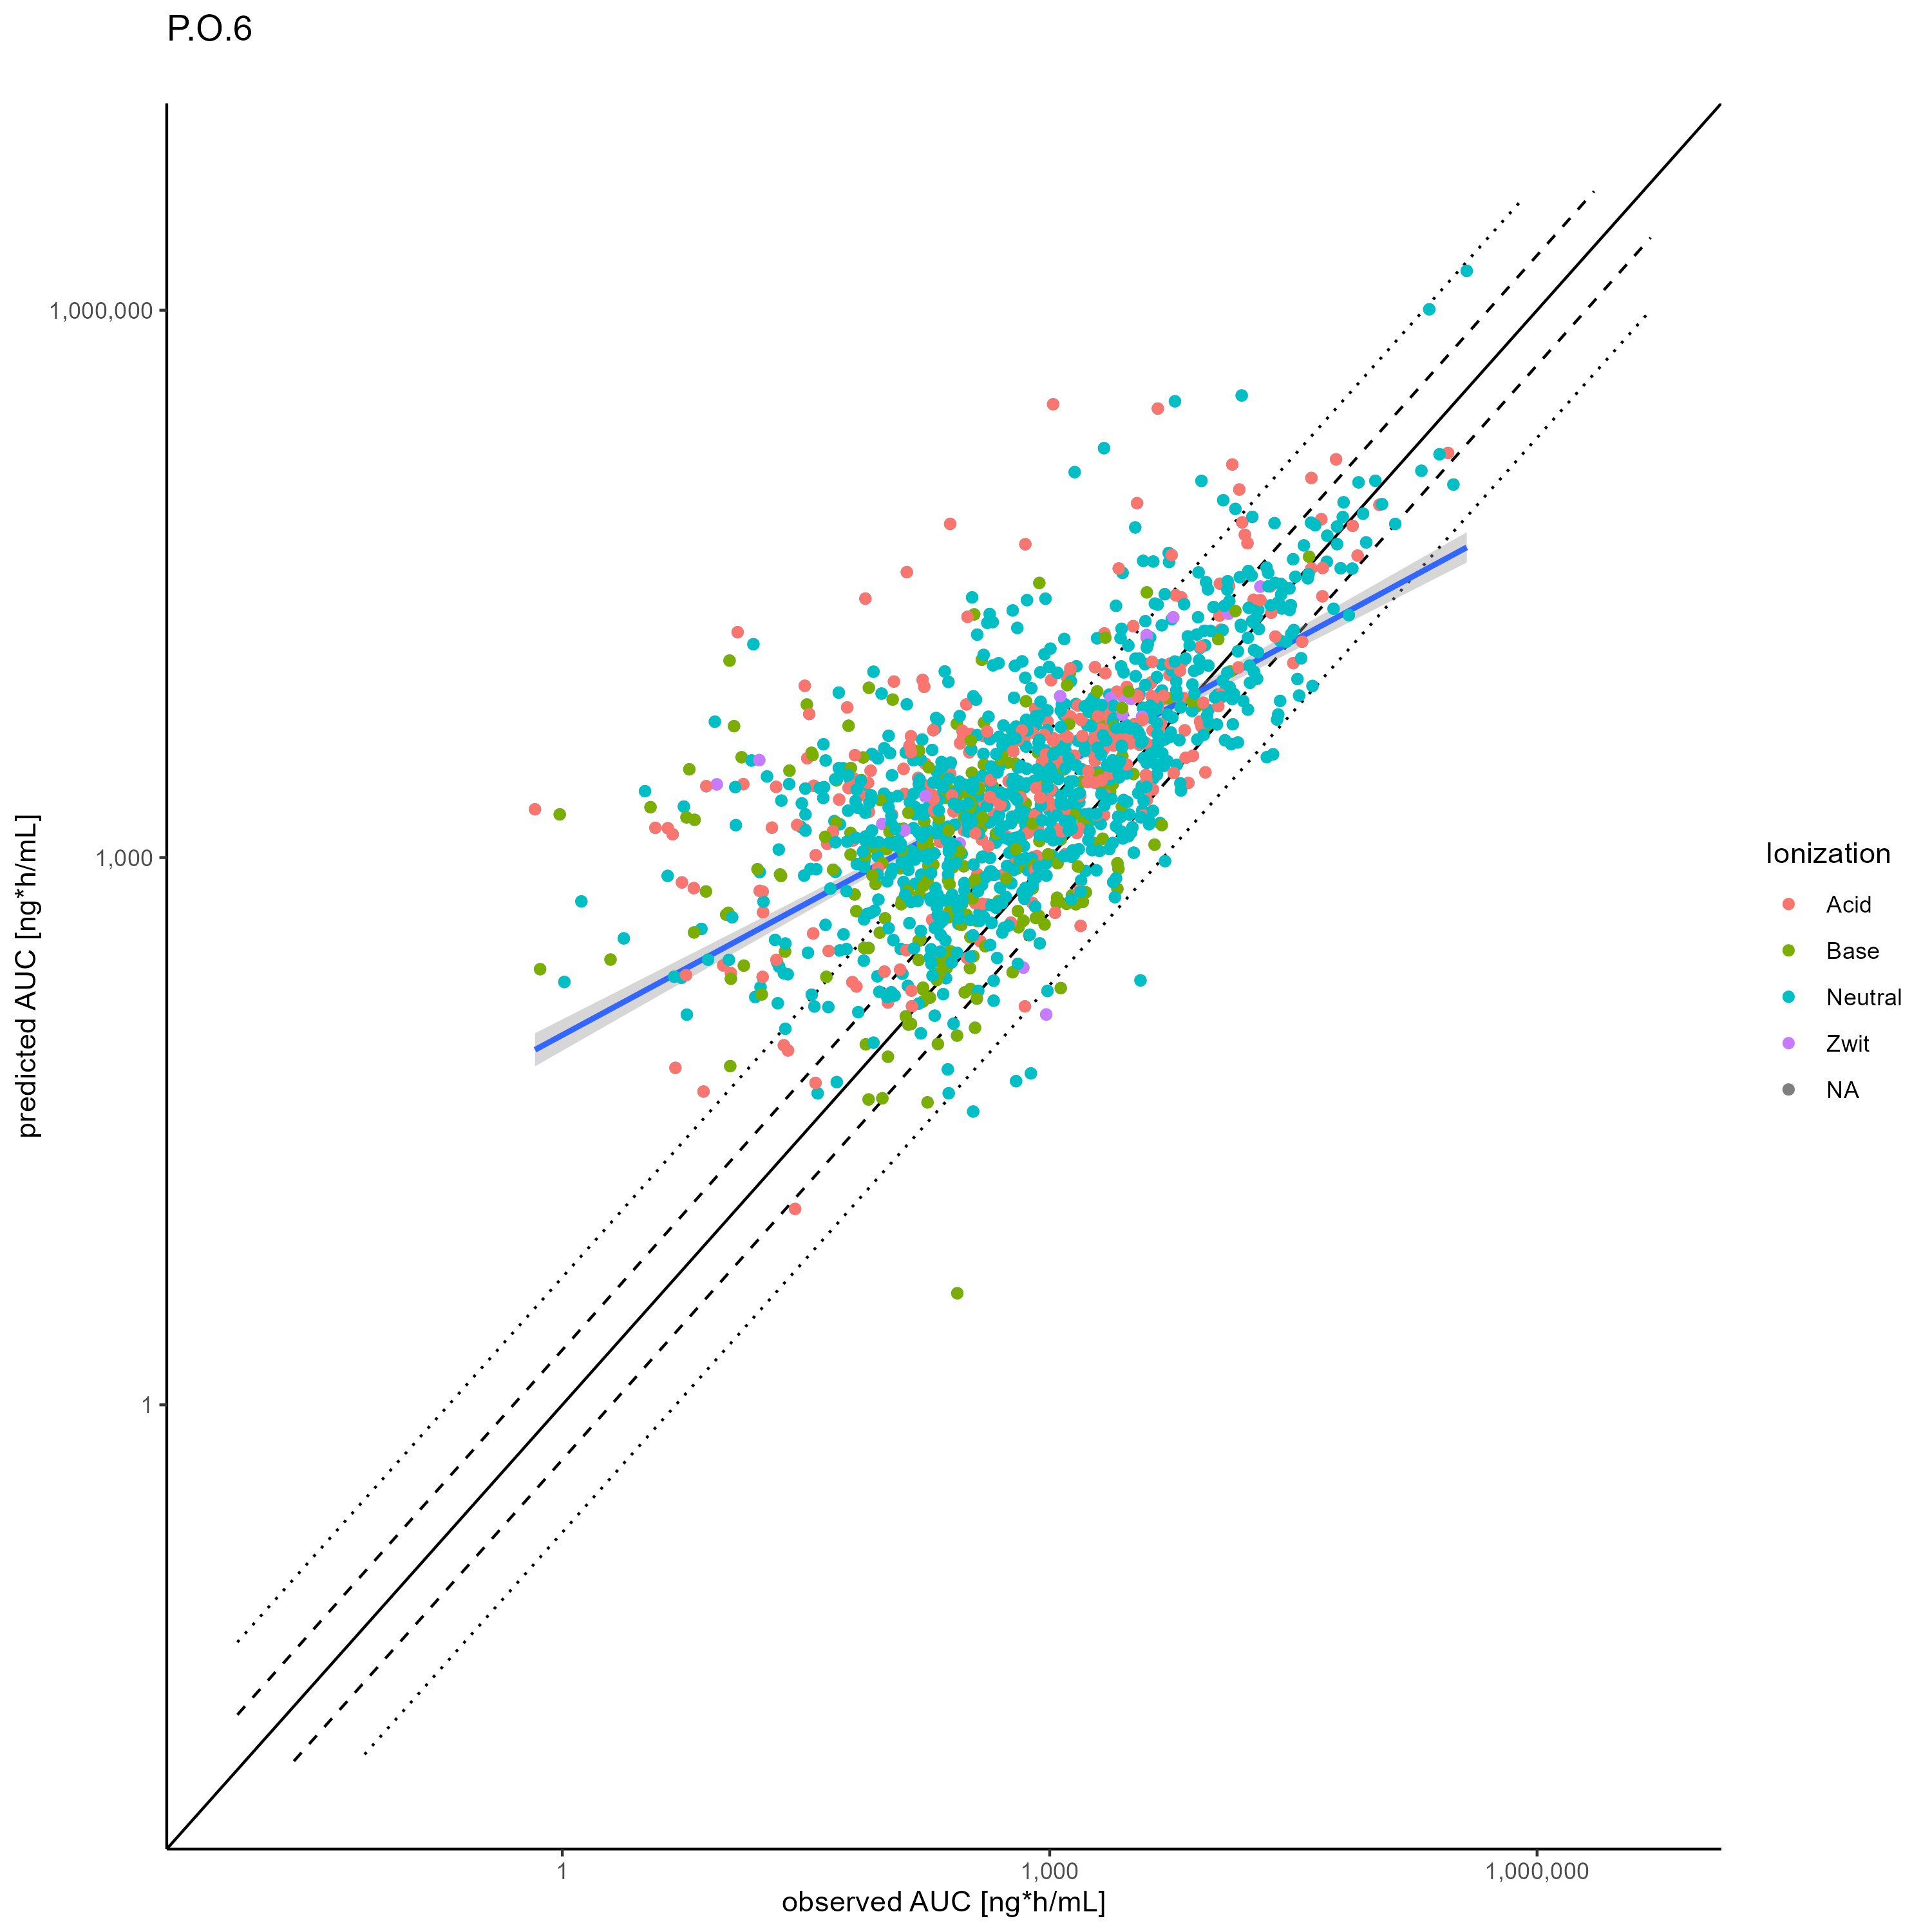 P.O.6
1,000,000
1,000
1
predicted AUC [ng*h/mL]
1
1,000
1,000,000
observed AUC [ng*h/mL]
Ionization
Acid
Base
Neutral
Zwit
NA